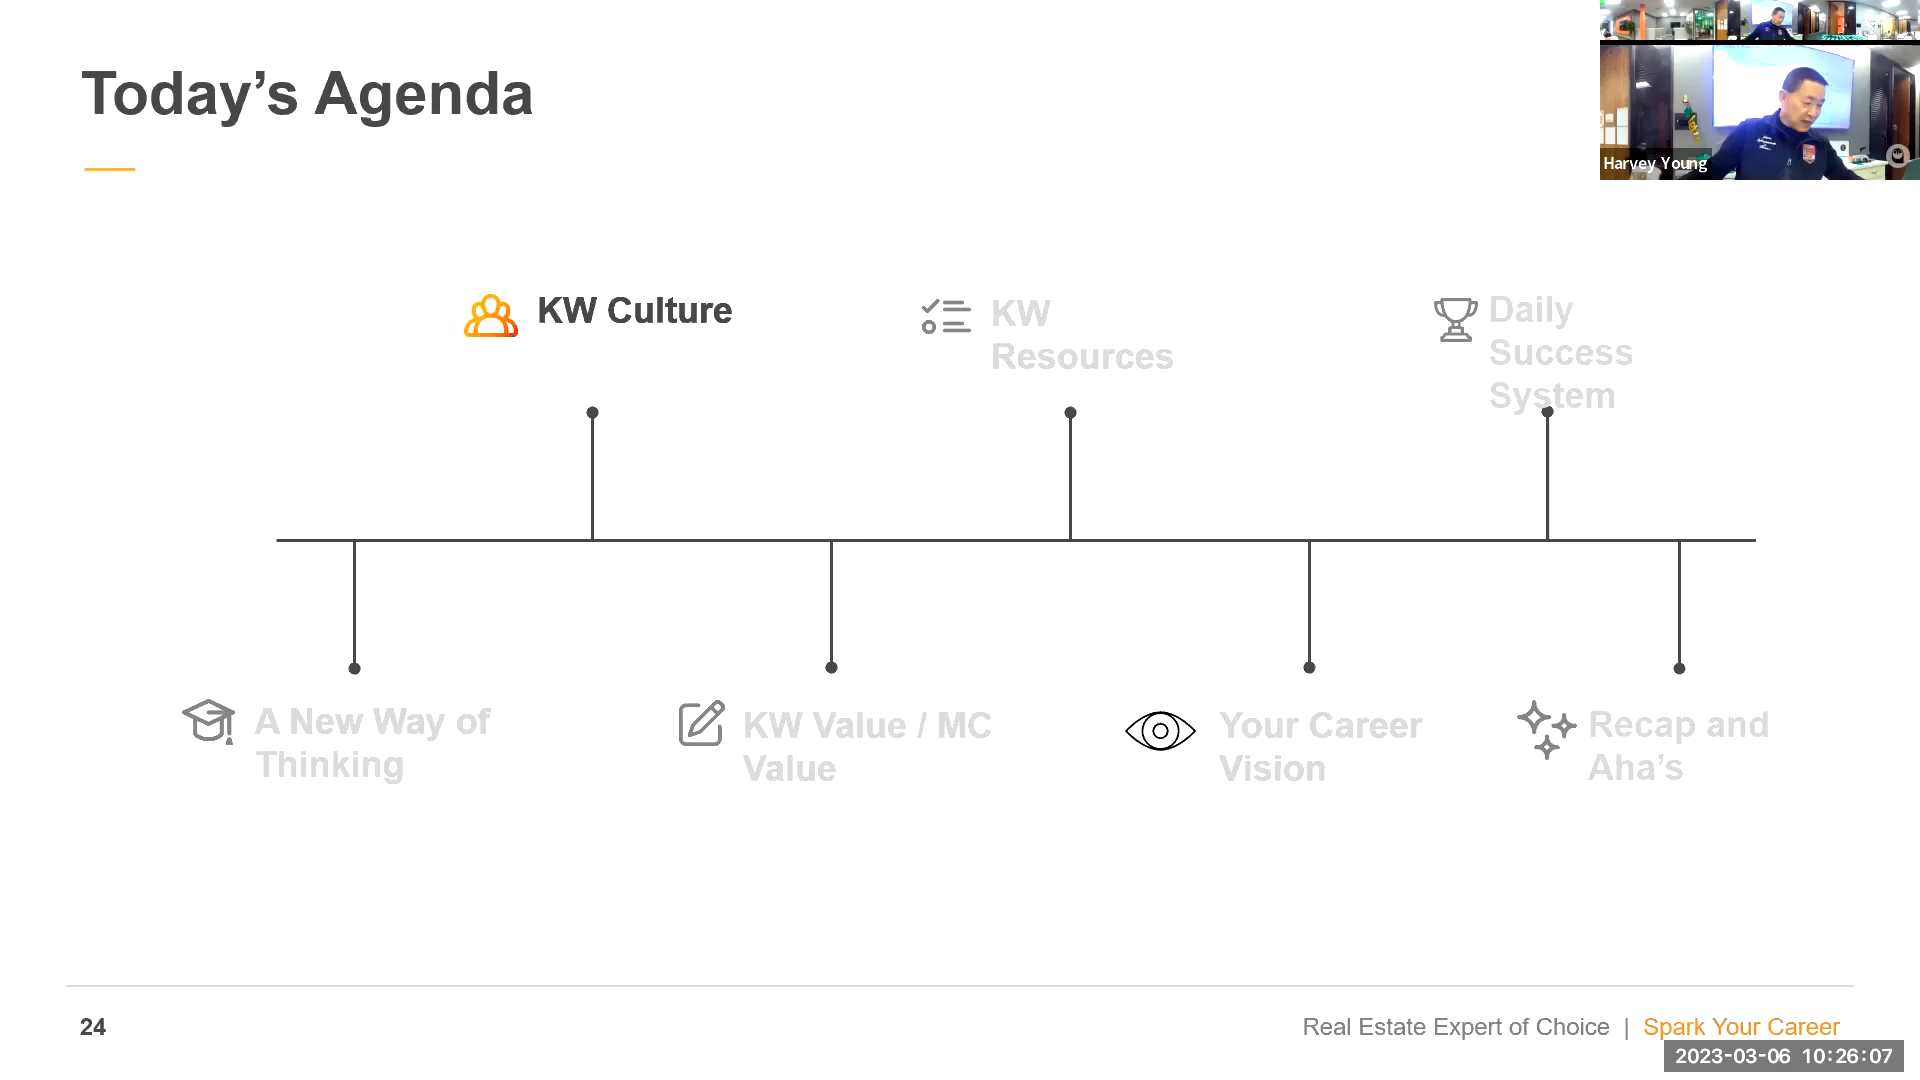 Today’s Agenda
Harvey Young
KW Culture
KW
Resources
Daily
Success
System
A New Way of
Thinking
KW Value / MC
Value
Your Career
Vision
Recap and
Aha’s
24
Real Estate Expert of Choice | Spark Your Career
2023-03-06 10:26:07